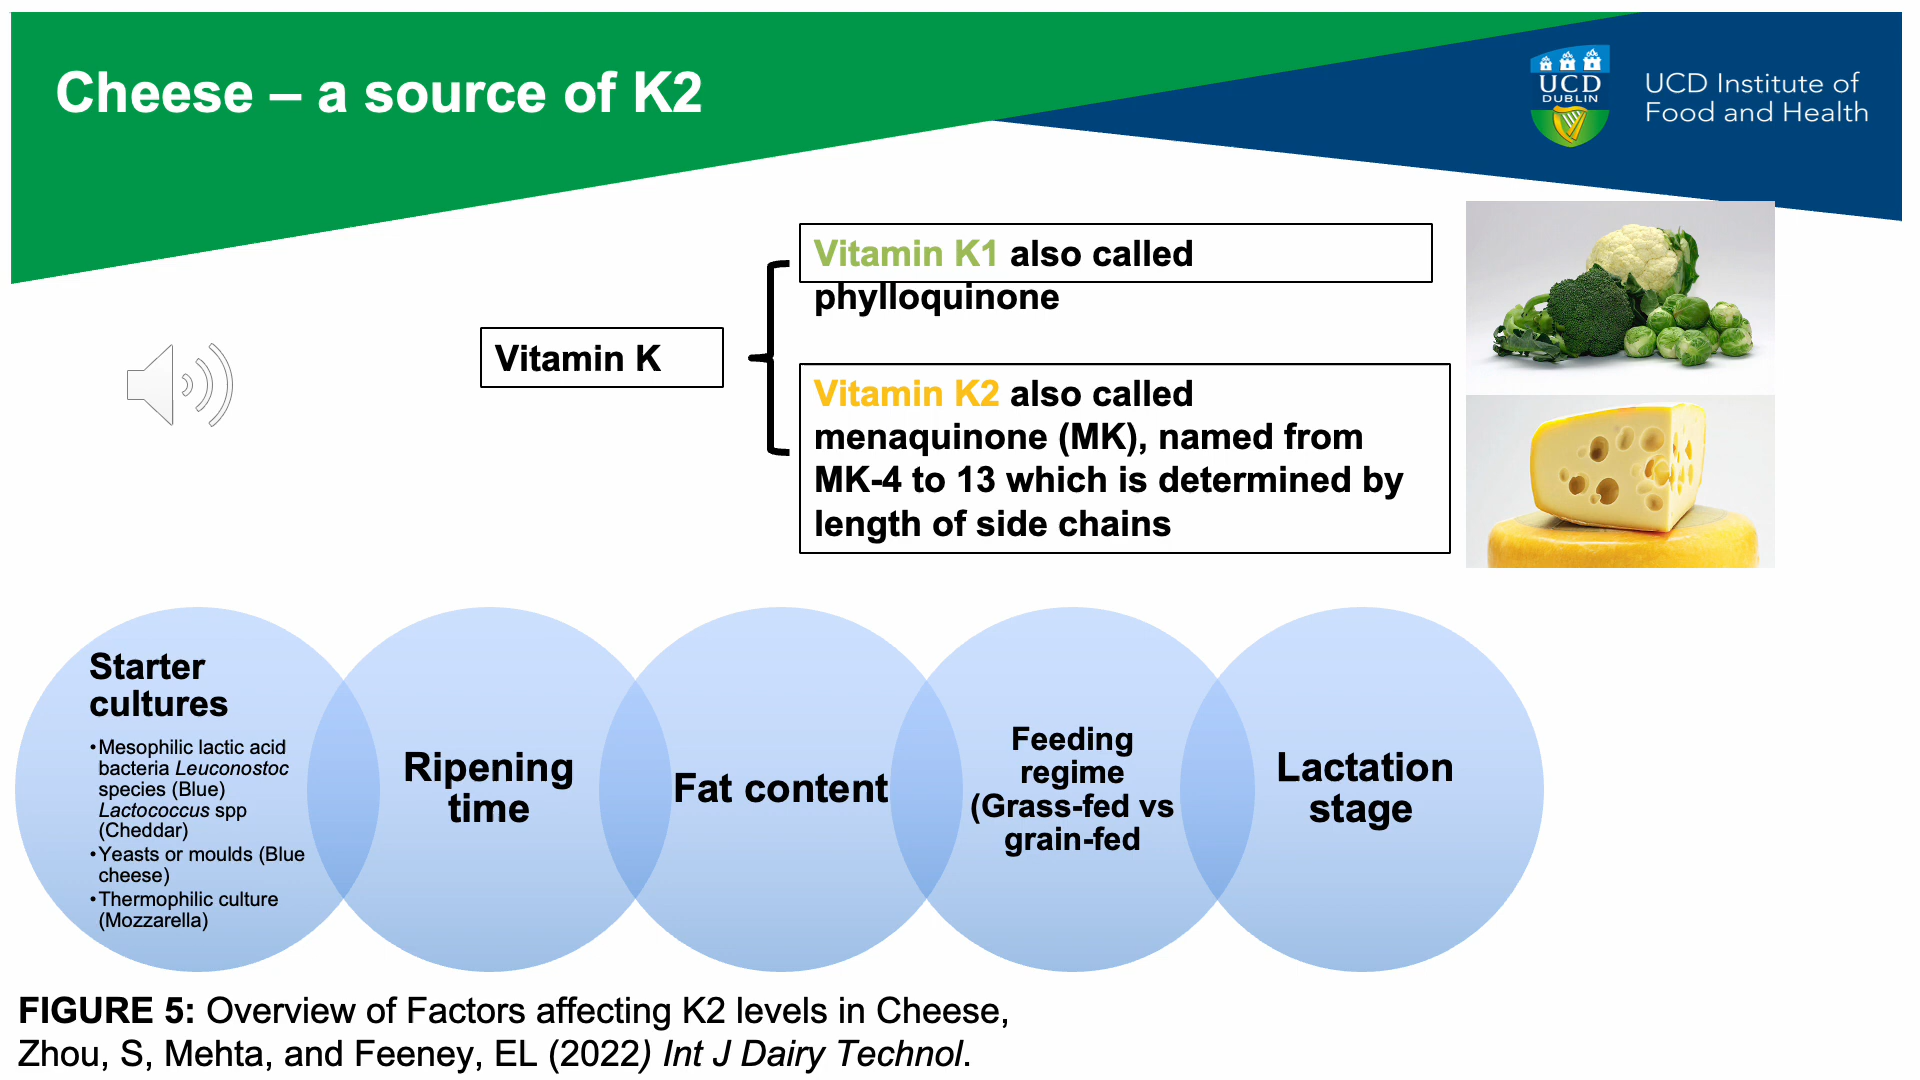 Cheese – a source of K2
UCD
DUBLIN
UCD Institute of
Food and Health
Vitamin K1 also called
phylloquinone
Vitamin K
Vitamin K2 also called
menaquinone (MK), named from
MK-4 to 13 which is determined by
length of side chains
Starter
cultures
•Mesophilic lactic acid
bacteria Leuconostoc
species (Blue)
Lactococcus spp
(Cheddar)
•Yeasts or moulds (Blue
cheese)
•Thermophilic culture
(Mozzarella)
Ripening
time
Fat content
Feeding
regime
(Grass-fed vs
grain-fed
Lactation
stage
FIGURE 5: Overview of Factors affecting K2 levels in Cheese,
Zhou, S, Mehta, and Feeney, EL (2022) Int J Dairy Technol.